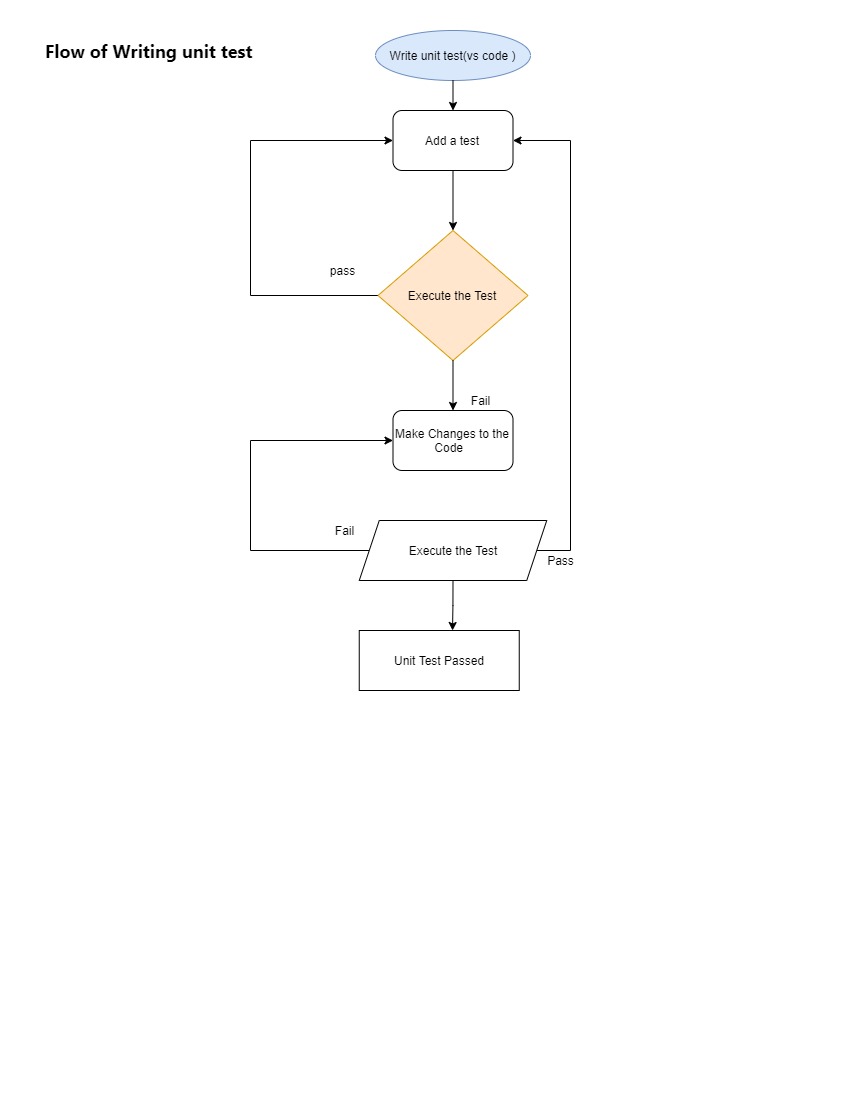 Flow of Writing unit test
Write unit test(vs code )
Add a test
pass
Execute the Test
Fail
Make Changes to the
Code
Fail
Execute the Test
Pass
Unit Test Passed